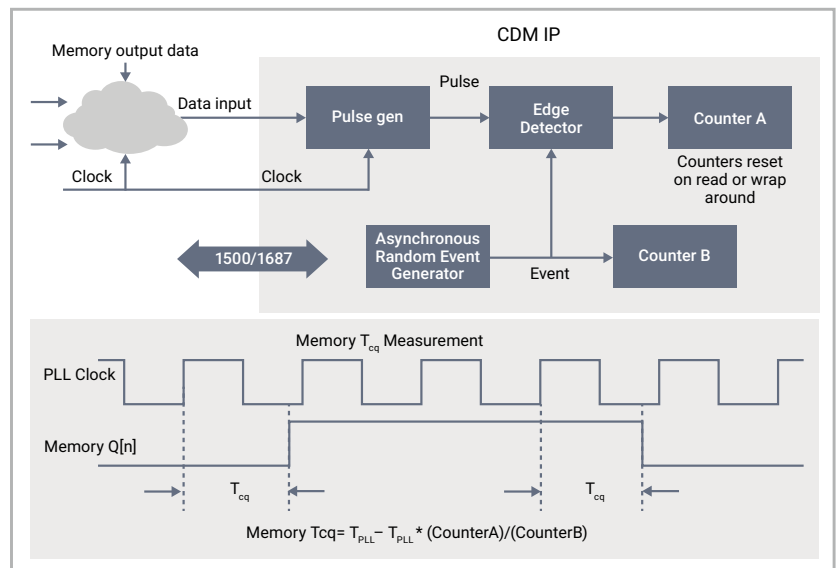 CDM IP
Memory output data
Data input
Pulse gen
Pulse
Edge
Detector
Counter A
Counters reset
on read or wrap
around
Clock
Clock
1500/1687
Asynchronous
Random Event
Generator
Event
Counter B
Memory Tcq Measurement
PLL Clock
Memory Q[n]
Tcq
Tcq
Memory Tcq= TPLL – TPLL * (CounterA)/(CounterB)